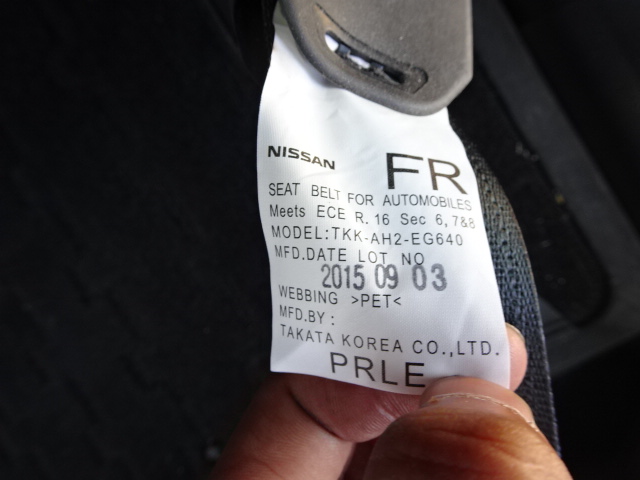 NISSAN FR
SEAT BELT FOR AUTOMOBILES
Meets ECE R. 16 Sec 6, 7&8
MODEL:TKK-AH2-EG640
MFD.DATE LOT NO
2015 09 03
WEBBING >PET<
MFD.BY :
TAKATA KOREA CO.,LTD.
PRLE